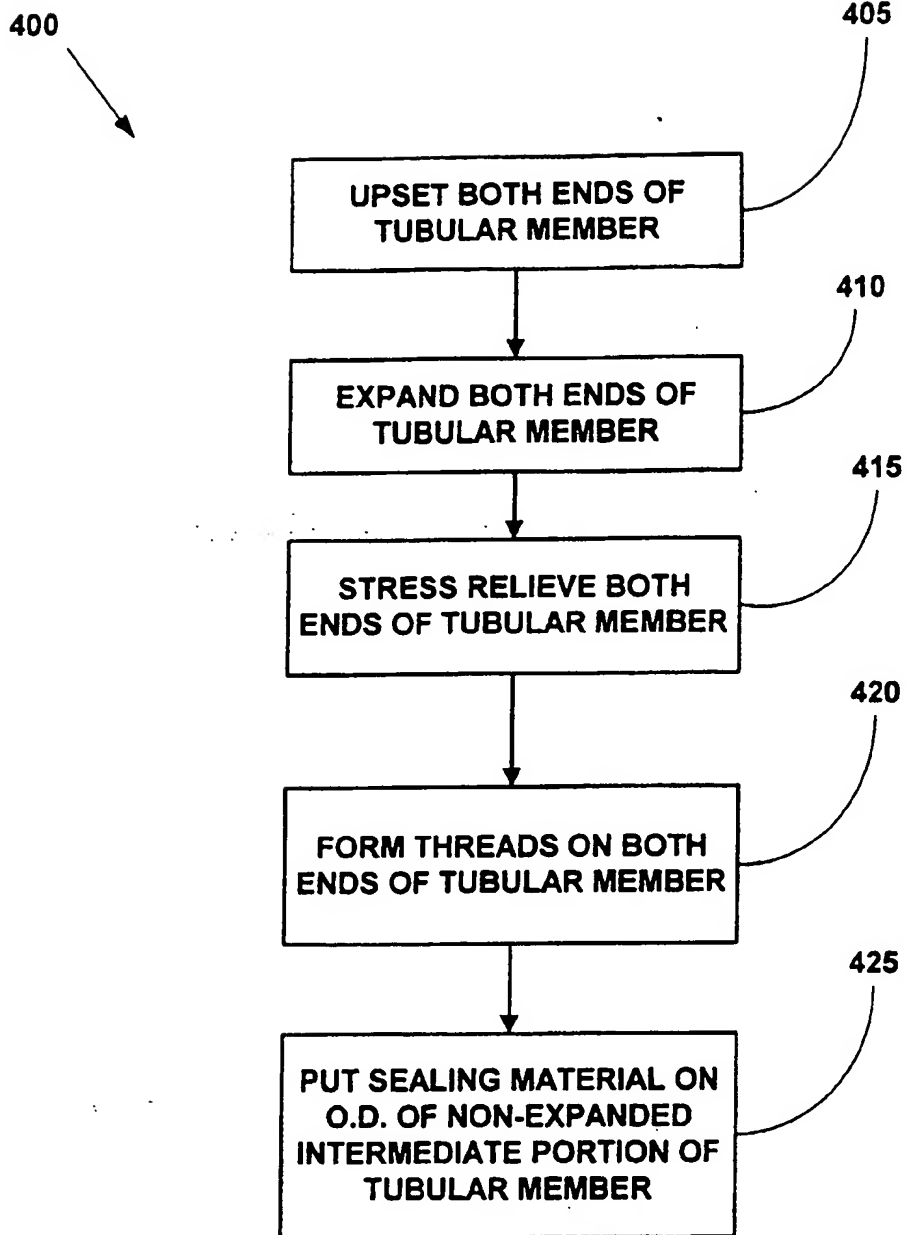 400
405
UPSET BOTH ENDS OF
TUBULAR MEMBER
410
EXPAND BOTH ENDS OF
TUBULAR MEMBER
415
STRESS RELIEVE BOTH
ENDS OF TUBULAR MEMBER
420
FORM THREADS ON BOTH
ENDS OF TUBULAR MEMBER
425
PUT SEALING MATERIAL ON
O.D. OF NON-EXPANDED
INTERMEDIATE PORTION OF
TUBULAR MEMBER